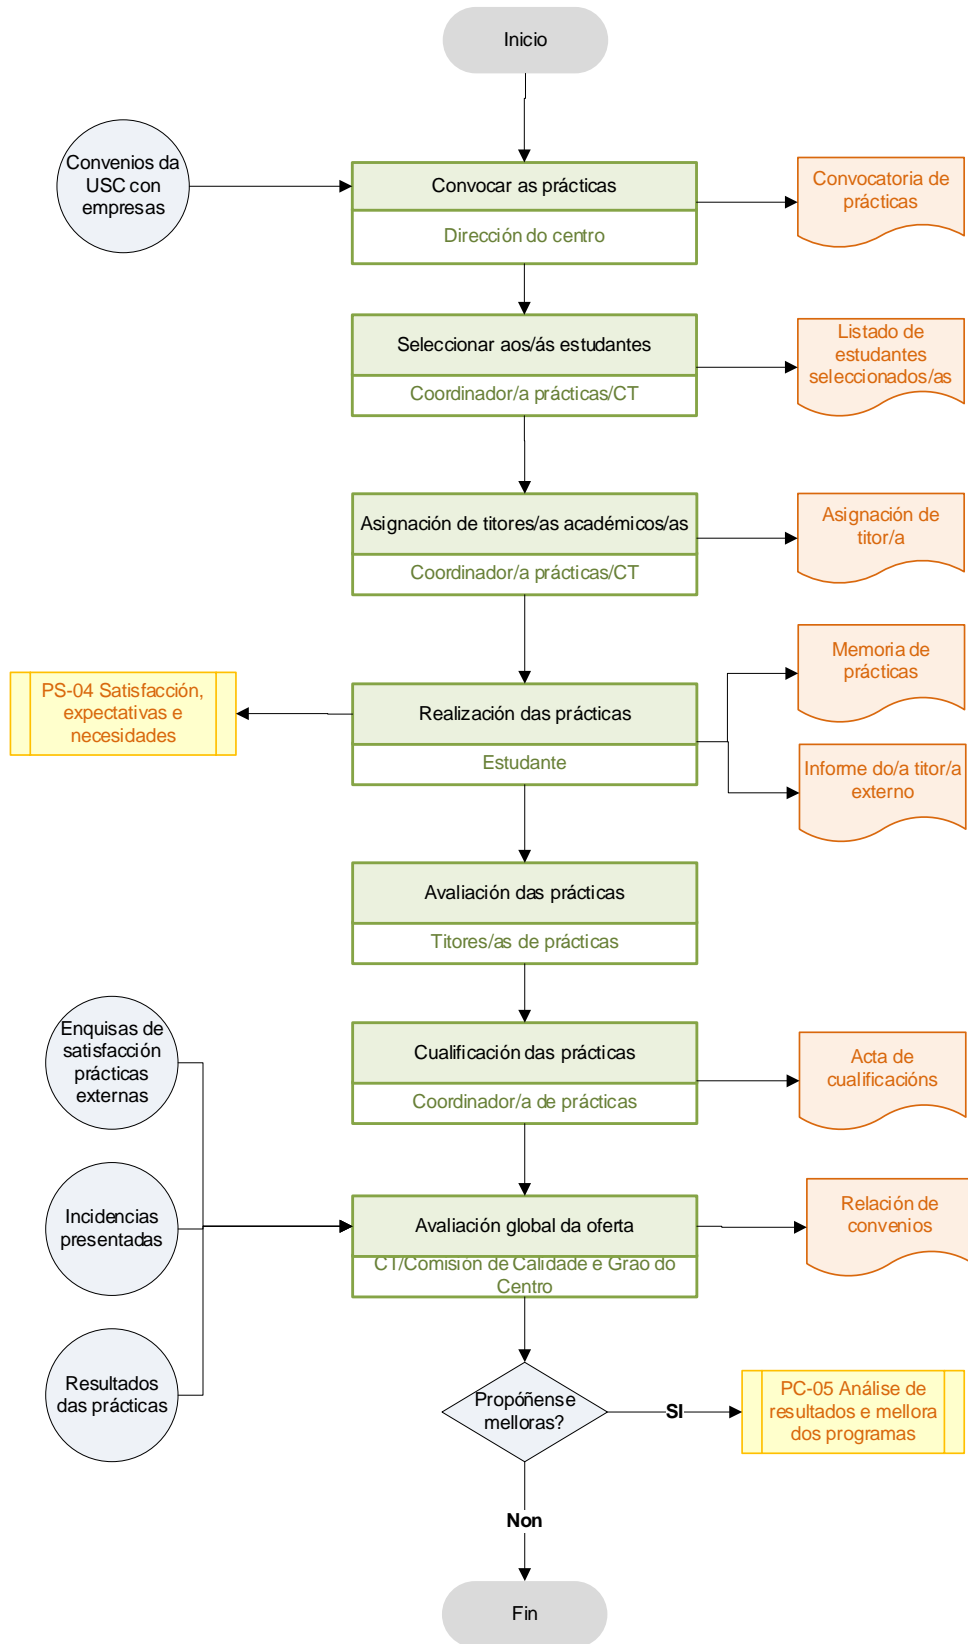 Inicio
Convenios da
USC con
empresas
Convocar as prácticas
Dirección do centro
Convocatoria de
prácticas
Seleccionar aos/ás estudantes
Coordinador/a prácticas/CT
Listado de
estudantes
seleccionados/as
Asignación de titores/as académicos/as
Coordinador/a prácticas/CT
Asignación de
titor/a
Memoria de
prácticas
PS-04 Satisfacción,
expectativas e
necesidades
Realización das prácticas
Estudante
Informe do/a titor/a
externo
Avaliación das prácticas
Titores/as de prácticas
Enquisas de
satisfacción
prácticas
externas
Cualificación das prácticas
Coordinador/a de prácticas
Acta de
cualificacións
Incidencias
presentadas
Avaliación global da oferta
CT/Comisión de Calidade e Grao do
Centro
Relación de
convenios
Resultados
das prácticas
Propóñense
melloras?
SI
PC-05 Análise de
resultados e mellora
dos programas
Non
Fin